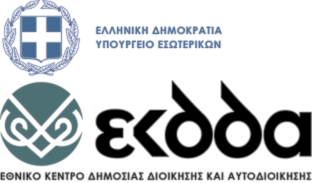 ΕΛΛΗΝΙΚΗ ΔΗΜΟΚΡΑΤΙΑ
ΥΠΟΥΡΓΕΙΟ ΕΣΩΤΕΡΙΚΩΝ
εκδδα
ΕΘΝΙΚΟ ΚΕΝΤΡΟ ΔΗΜΟΣΙΑΣ ΔΙΟΙΚΗΣΗΣ ΚΑΙ ΑΥΤΟΔΙΟΙΚΗΣΗΣ